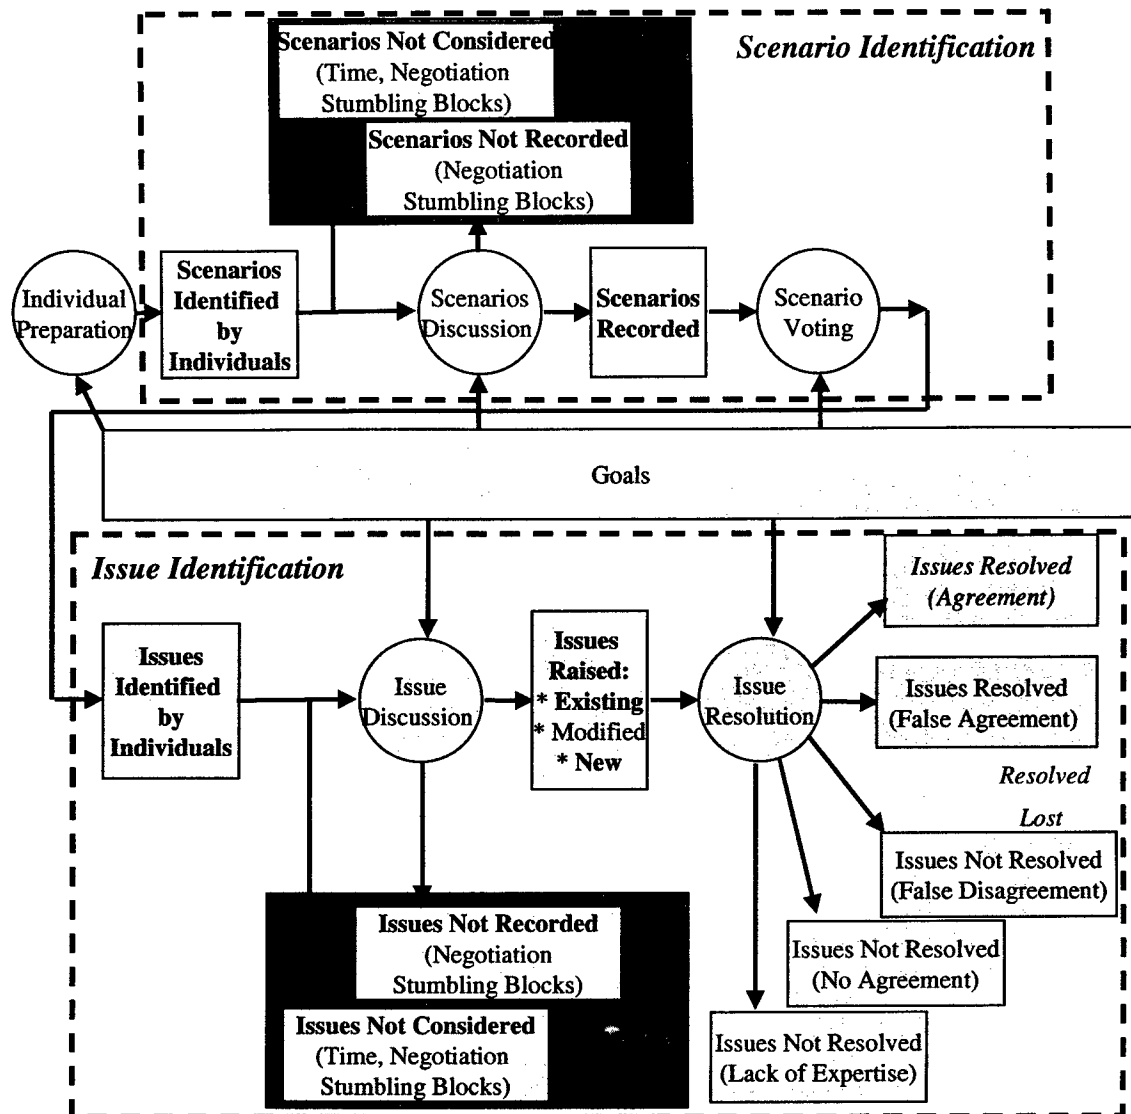 Scenario Identification
Scenarios Not Considered
(Time, Negotiation
Stumbling Blocks)
Scenarios Not Recorded
(Negotiation
Stumbling Blocks)
Individual
Preparation
Scenarios
Identified
by
Individuals
Scenarios
Discussion
Scenarios
Recorded
Scenario
Voting
Goals
Issue Identification
Issues
Identified
by
Individuals
Issue
Discussion
Issues
Raised:
* Existing
* Modified
* New
Issue
Resolution
Issues Resolved
(Agreement)
Issues Resolved
(False Agreement)
Resolved
Lost
Issues Not Resolved
(False Disagreement)
Issues Not Resolved
(No Agreement)
Issues Not Resolved
(Lack of Expertise)
Issues Not Recorded
(Negotiation
Stumbling Blocks)
Issues Not Considered
(Time, Negotiation
Stumbling Blocks)